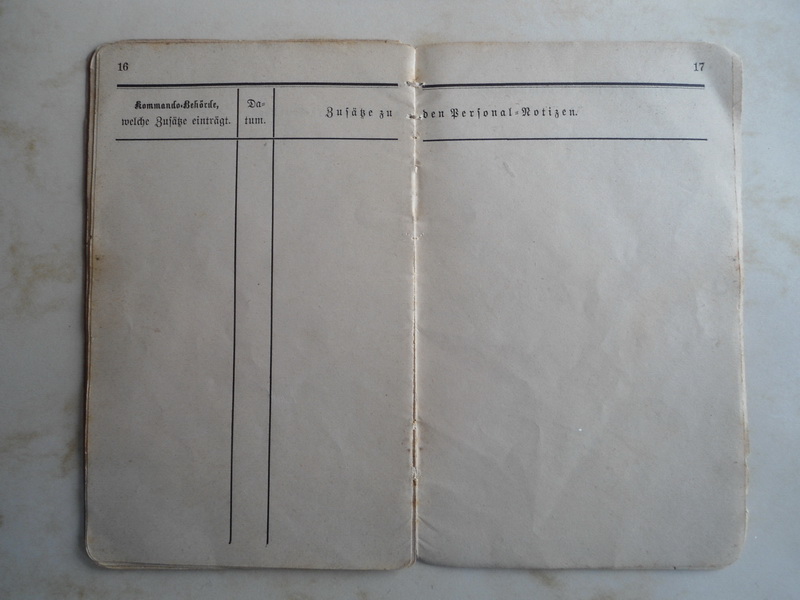 16
17
Kommando-Behörde,
welche Zusätze einträgt.
Da-
tum.
Zusätze zu den Personal-Notizen.